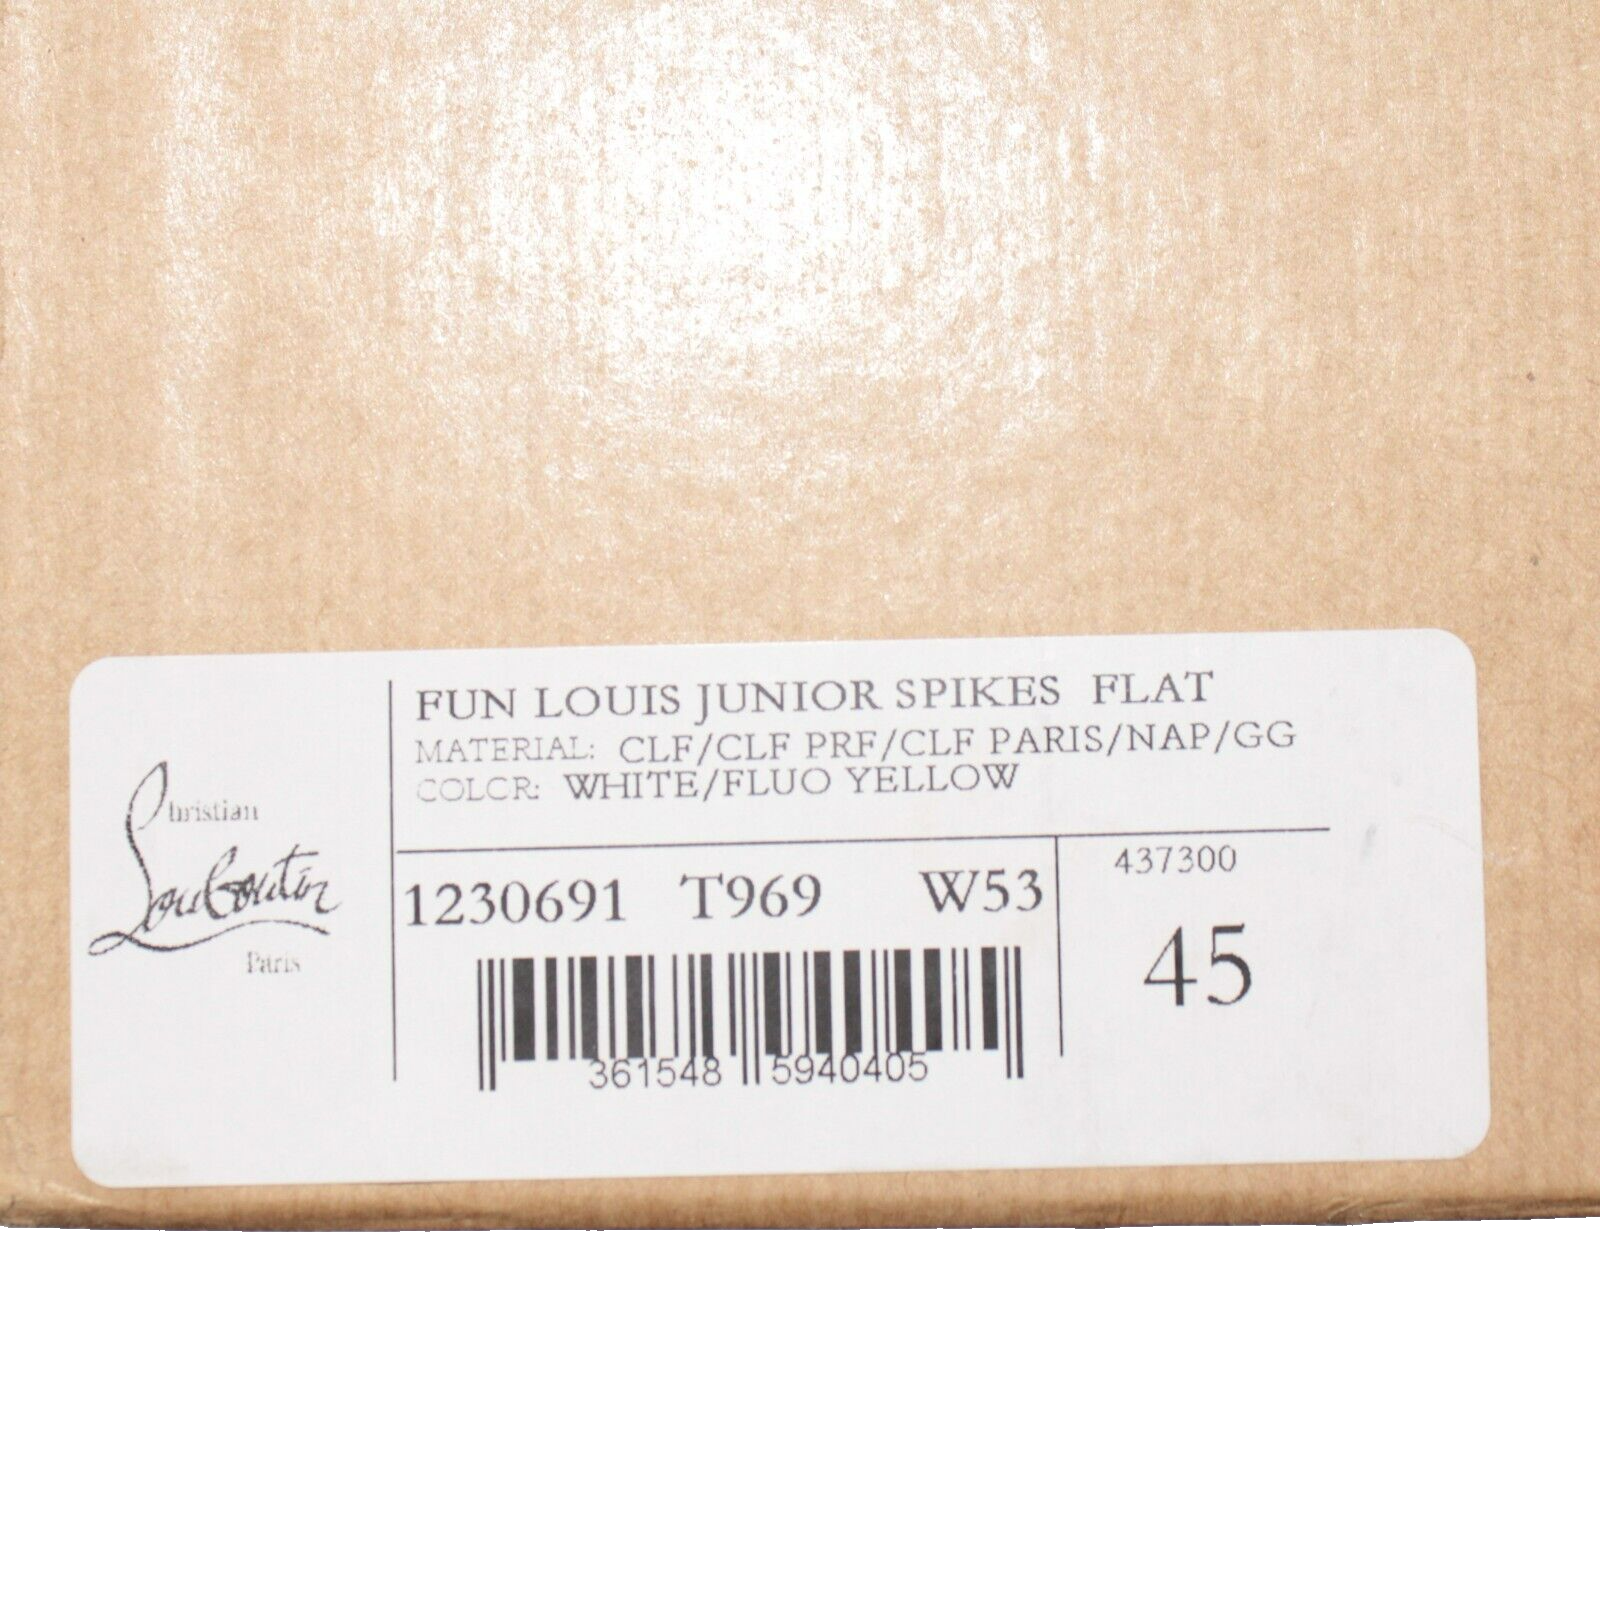 FUN LOUIS JUNIOR SPIKES FLAT
MATERIAL: CLF/CLF PRF/CLF PARIS/NAP/GG
COLOR: WHITE/FLUO YELLOW
Christian
Louboutin
Paris
1230691 T969 W53
437300
45
361548 5940405